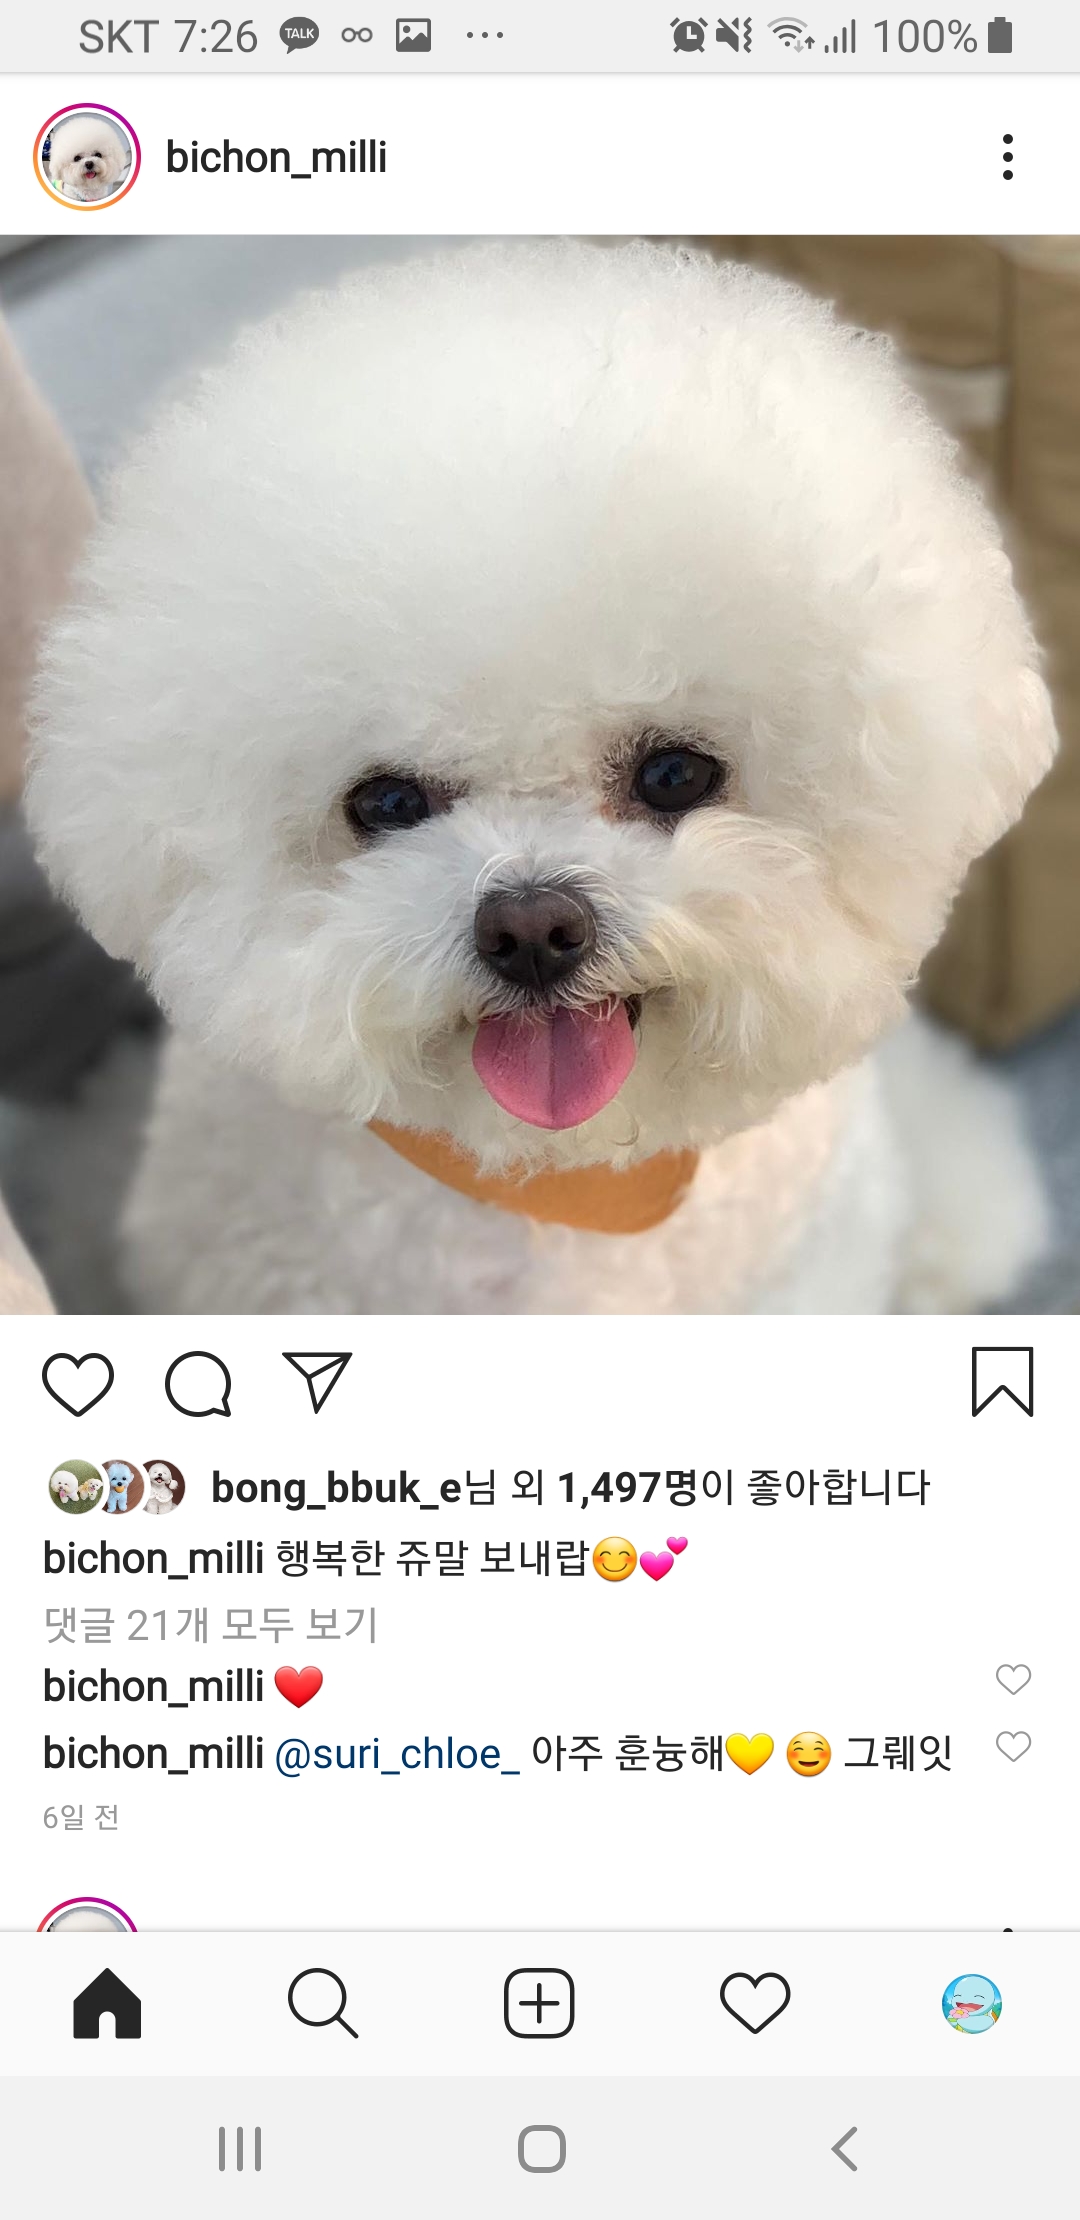 SKT 7:26 TALK 100%
bichon_milli
bong_bbuk_e님 외 1,497명이 좋아합니다
bichon_milli 행복한 쥬말 보내랍😊💕
댓글 21개 모두 보기
bichon_milli ❤️
bichon_milli @suri_chloe_ 아주 훈늉해💛 ☺️ 그뤠잇
6일 전